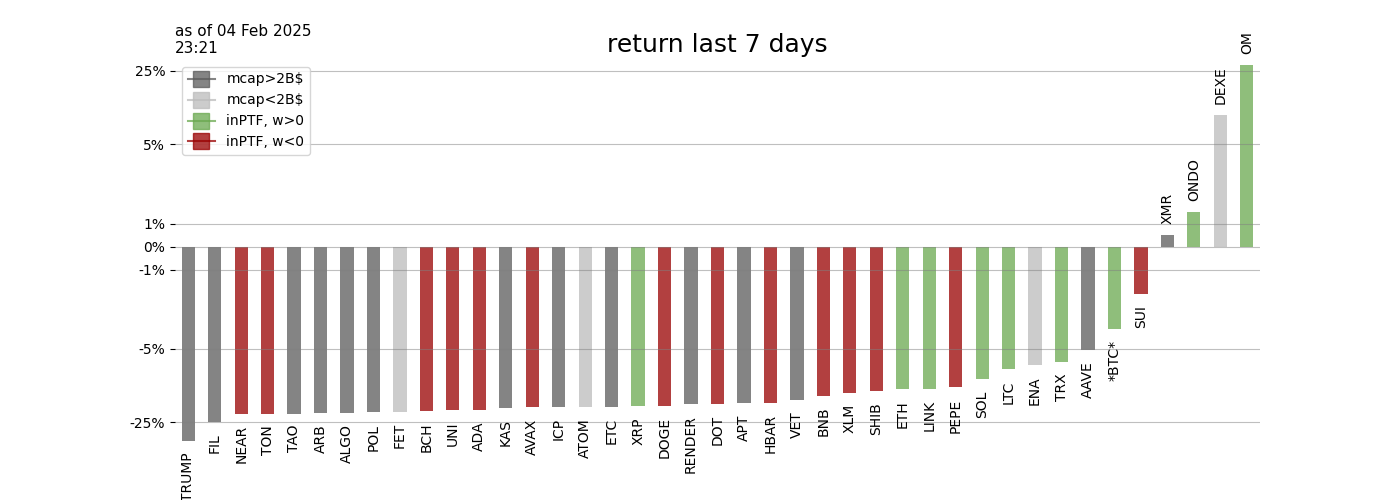 as of 04 Feb 2025
23:21
return last 7 days
mcap>2B$
mcap<2B$
inPTF, w>0
inPTF, w<0
25%
5%
1%
0%
-1%
-5%
-25%
TRUMP
FIL
NEAR
TON
TAO
ARB
ALGO
POL
FET
BCH
UNI
ADA
KAS
AVAX
ICP
ATOM
ETC
XRP
DOGE
RENDER
DOT
APT
HBAR
VET
BNB
XLM
SHIB
ETH
LINK
PEPE
SOL
LTC
ENA
TRX
AAVE
*BTC*
SUI
XMR
ONDO
DEXE
OM